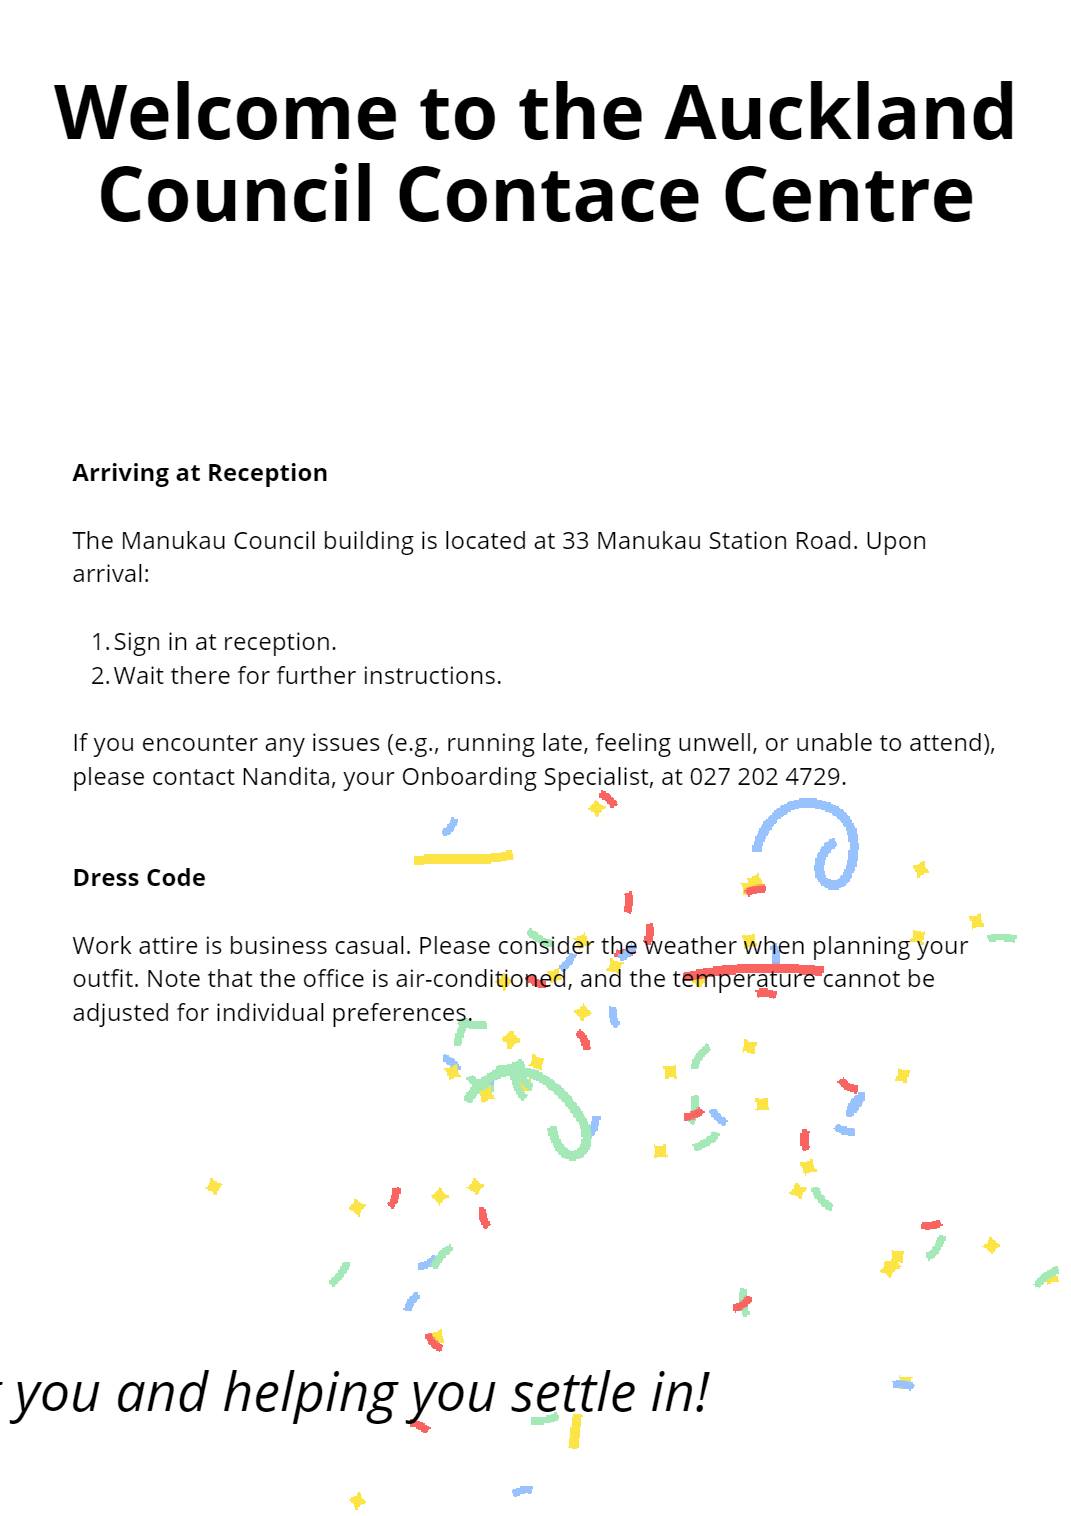 Welcome to the Auckland
Council Contace Centre
Arriving at Reception
The Manukau Council building is located at 33 Manukau Station Road. Upon
arrival:
1. Sign in at reception.
2. Wait there for further instructions.
If you encounter any issues (e.g., running late, feeling unwell, or unable to attend),
please contact Nandita, your Onboarding Specialist, at 027 202 4729.
Dress Code
Work attire is business casual. Please consider the weather when planning your
outfit. Note that the office is air-conditioned, and the temperature cannot be
adjusted for individual preferences.
you and helping you settle in!